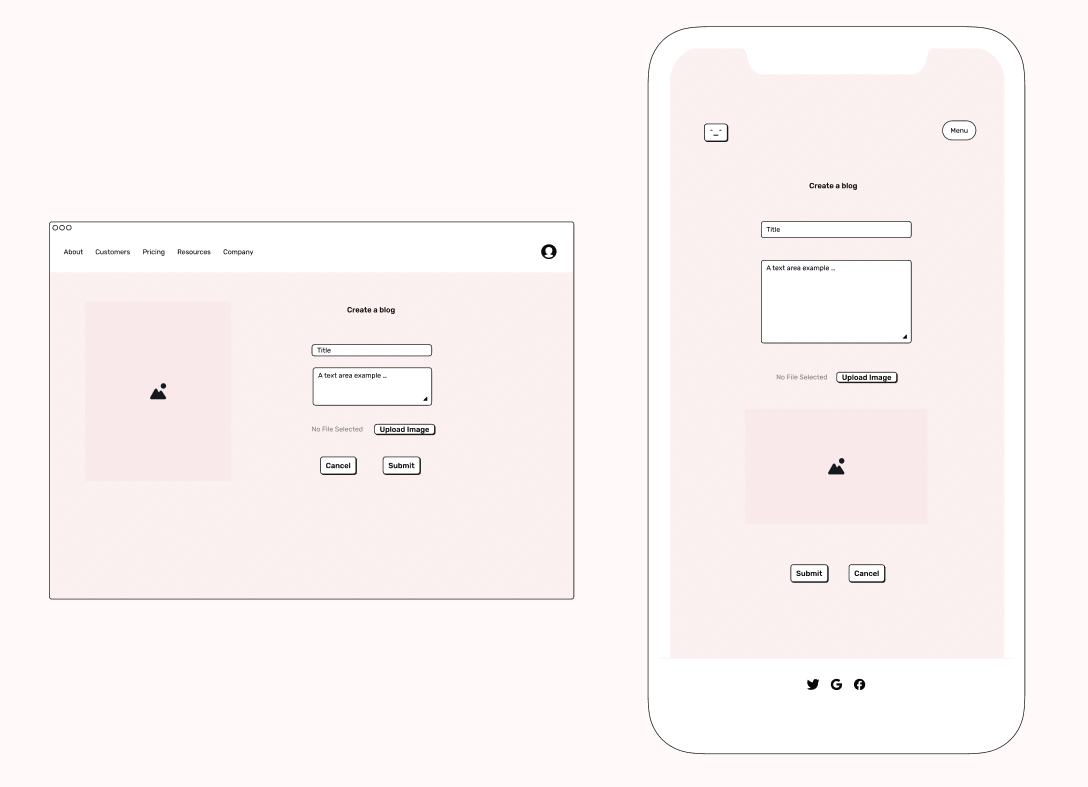 About Customers Pricing Resources Company
Create a blog
Title
A text area example ...
No File Selected Upload Image
Cancel Submit
Menu
Create a blog
Title
A text area example ...
No File Selected Upload Image
Submit Cancel